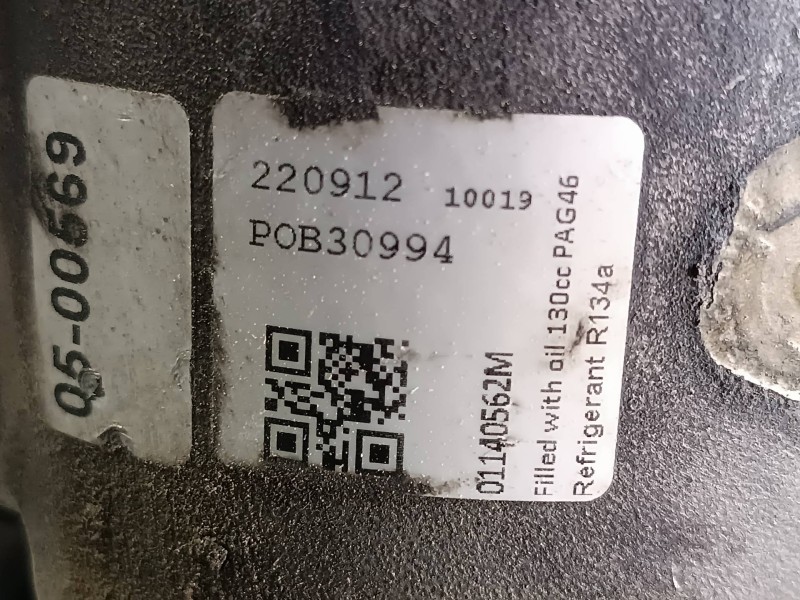 05-00569
220912 10019
POB30994
01140562M
Filled with oil 130cc PAG46
Refrigerant R134a